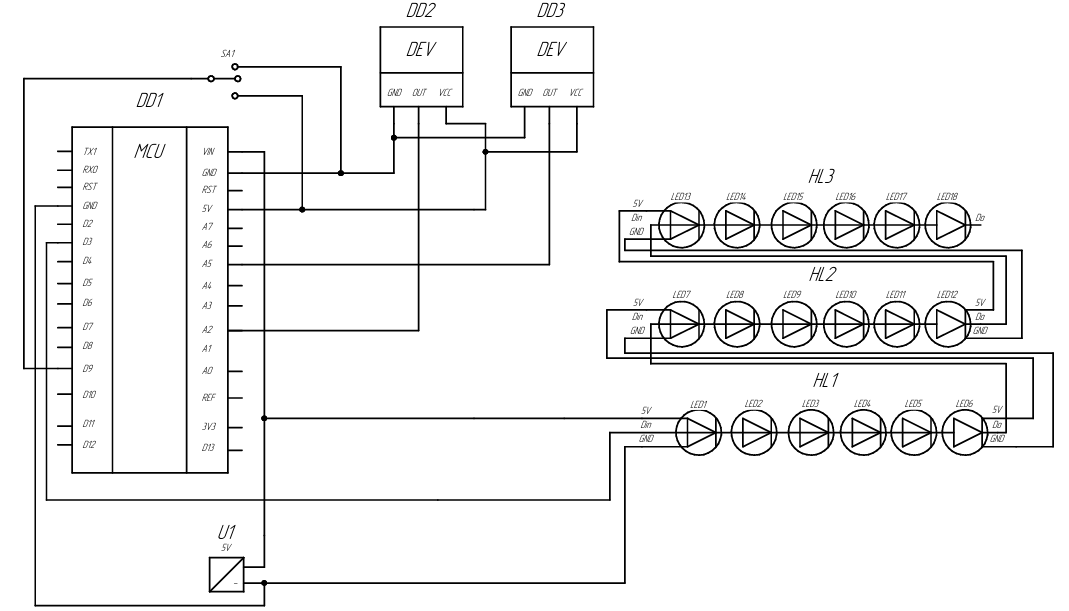 DD2
DD3
DEV
DEV
SA1
GND OUT VCC
GND OUT VCC
DD1
MCU
TX1
RX0
RST
GND
D2
D3
D4
D5
D6
D7
D8
D9
D10
D11
D12
VIN
GND
RST
5V
A7
A6
A5
A4
A3
A2
A1
A0
REF
3V3
D13
HL3
LED13 LED14 LED15 LED16 LED17 LED18
5V
Din
GND
Do
HL2
LED7 LED8 LED9 LED10 LED11 LED12
5V
Din
GND
5V
Do
GND
HL1
LED1 LED2 LED3 LED4 LED5 LED6
5V
Din
GND
5V
Do
GND
U1
5V
-